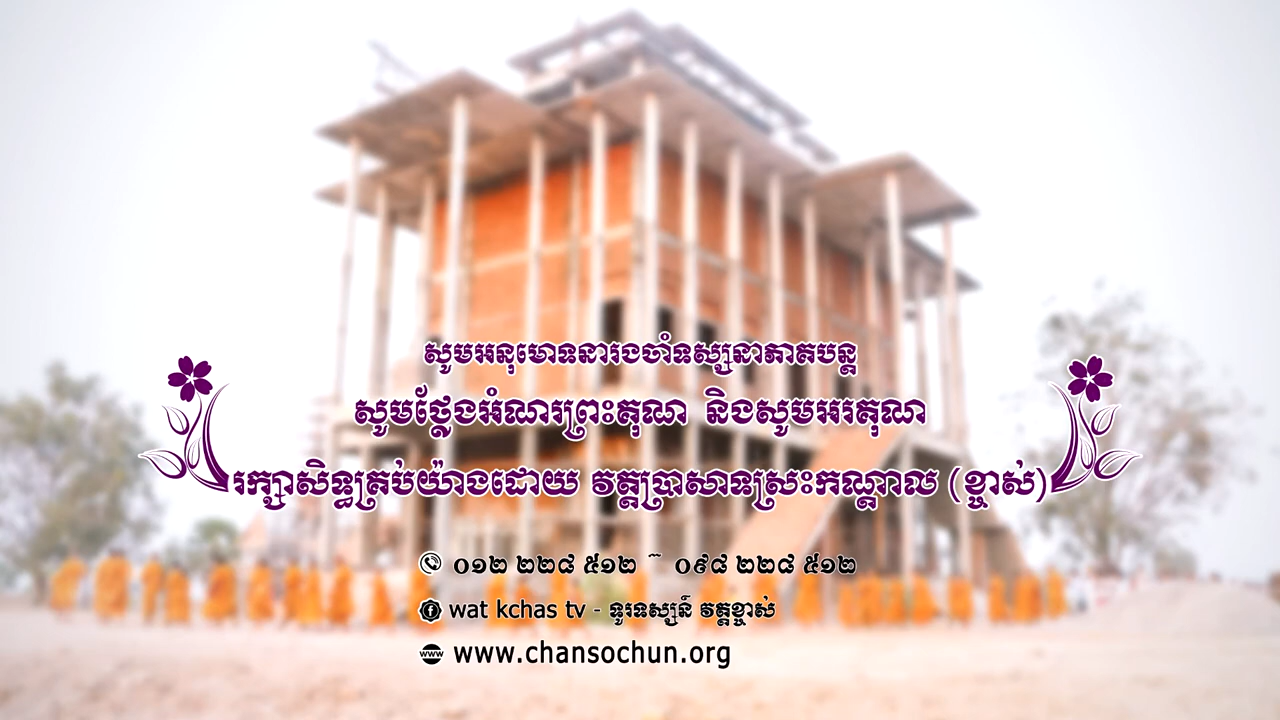 សូមអនុមោទនារងចាំទស្សនាភាគបន្ត
សូមថ្លែងអំណរព្រះគុណ និងសូមអរគុណ
រក្សាសិទ្ធគ្រប់យ៉ាងដោយ វត្តប្រាសាទស្រះកណ្តាល (ខ្ចាស់)
០១២ ២២៨ ៥១២ ~ ០៩៨ ២២៨ ៥១២
wat kchas tv - ទូរទស្សន៍ វត្តខ្ចាស់
www www.chansochun.org